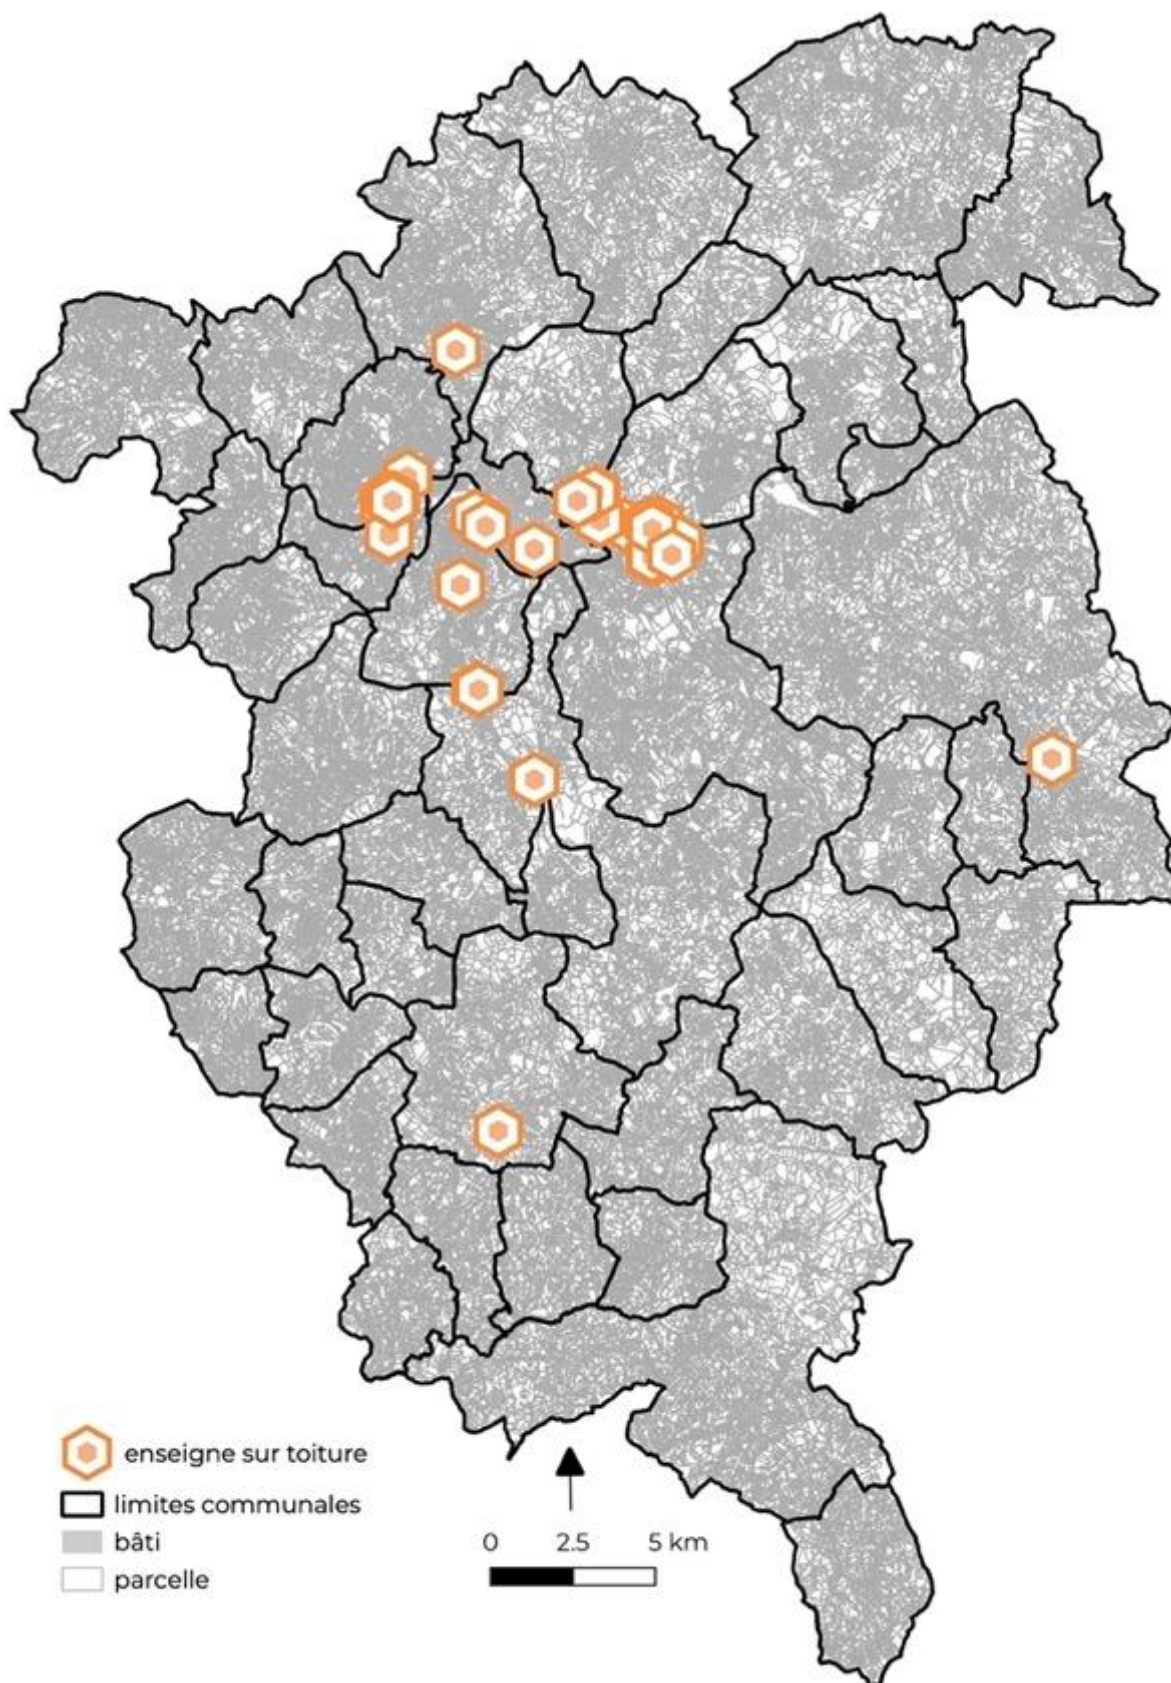 enseigne sur toiture
limites communales
bâti
parcelle
0 2.5 5 km